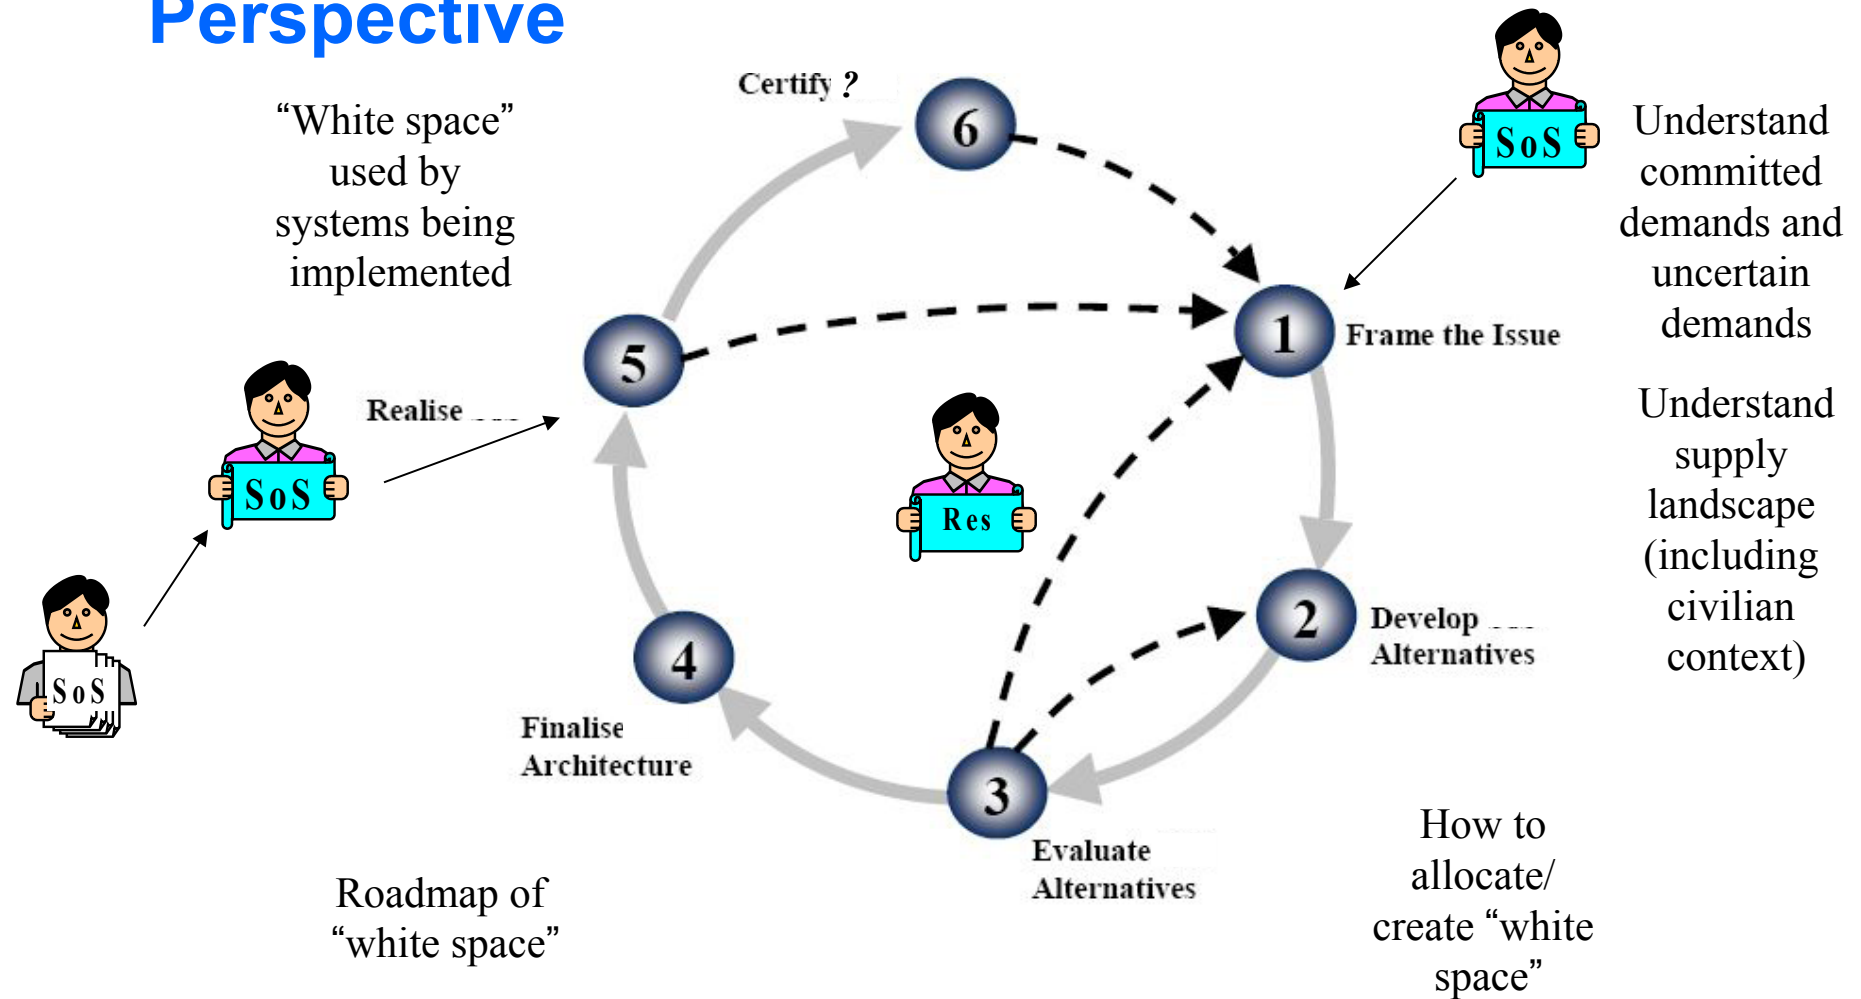 Perspective
Certify ?
6
SoS
“White space”
used by
systems being
implemented
Understand
committed
demands and
uncertain
demands
1
Frame the Issue
5
Realise
SoS
Res
Understand
supply
landscape
(including
civilian
context)
2
Develop
Alternatives
4
SoS
Finalise
Architecture
3
Evaluate
Alternatives
How to
allocate/
create “white
space”
Roadmap of
“white space”